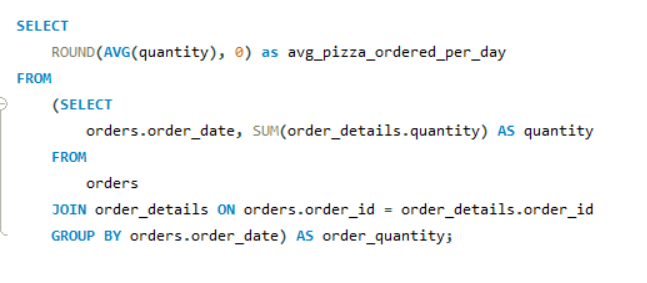 SELECT
    ROUND(AVG(quantity), 0) as avg_pizza_ordered_per_day
FROM
    (SELECT
        orders.order_date, SUM(order_details.quantity) AS quantity
    FROM
        orders
    JOIN order_details ON orders.order_id = order_details.order_id
    GROUP BY orders.order_date) AS order_quantity;